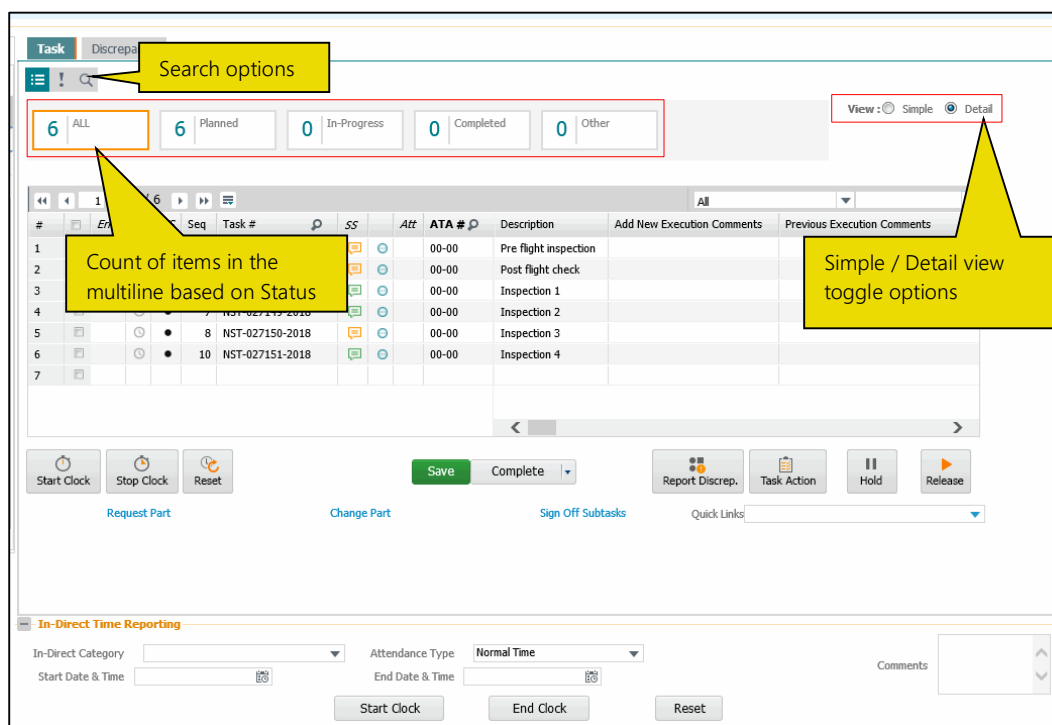 Task Discrepa
Search options
View : Simple Detail
6 ALL 6 Planned 0 In-Progress 0 Completed 0 Other
1 6 All
# Seq Task # SS Att ATA # Description Add New Execution Comments Previous Execution Comments
1 00-00 Pre flight inspection
2 00-00 Post flight check
3 00-00 Inspection 1
4 NST-027149-2018 00-00 Inspection 2
5 8 NST-027150-2018 00-00 Inspection 3
6 10 NST-027151-2018 00-00 Inspection 4
7
Count of items in the
multiline based on Status
Simple / Detail view
toggle options
Start Clock Stop Clock Reset Save Complete Report Discrep. Task Action Hold Release
Request Part Change Part Sign Off Subtasks Quick Links
In-Direct Time Reporting
In-Direct Category Attendance Type Normal Time
Start Date & Time End Date & Time Comments
Start Clock End Clock Reset